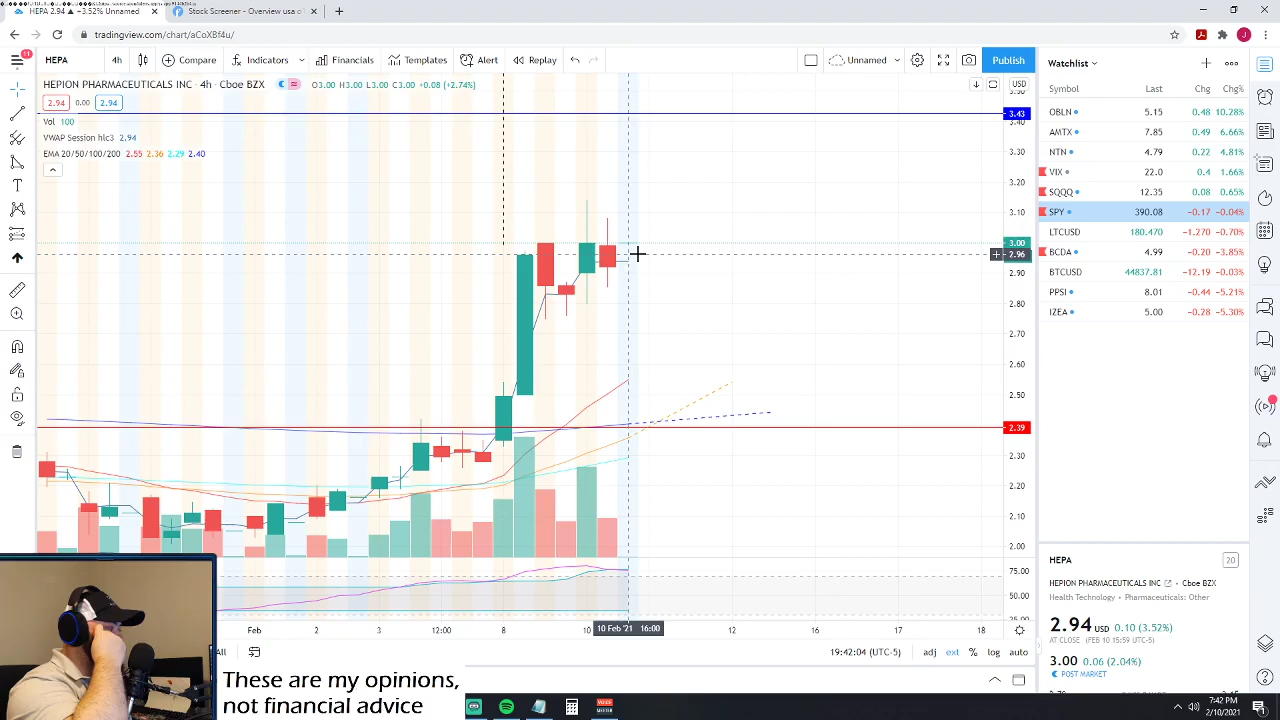 HEPA 2.94 ▲ +3.52% Unnamed
Stock Screener - Overview usa o
tradingview.com/chart/aCoXBf4u/
11
HEPA 4h Compare Indicators Financials Templates Alert Replay Unnamed Publish
HEPION PHARMACEUTICALS INC · 4h · Cboe BZX 3.00 H3.00 L3.00 C3.00 +0.08 (+2.74%)
USD
2.94 0.00 2.94
Vol 100
VWAP Session hlc3 2.94
EMA 20/50/100/200 2.55 2.36 2.29 2.40
3.50
3.43
3.40
3.30
3.20
3.10
3.00
2.96
2.90
2.80
2.70
2.60
2.50
2.39
2.30
2.20
2.10
2.00
75.00
50.00
Feb 2 3 12:00 8 10 10 Feb '21 16:00 12 16 17 18
All 19:42:04 (UTC-5) adj ext % log auto
Watchlist
Symbol Last Chg Chg%
OBLN 5.15 0.48 10.28%
AMTX 7.85 0.49 6.66%
NTN 4.79 0.22 4.81%
VIX 22.0 0.4 1.66%
SQQQ 12.35 0.08 0.65%
SPY 390.08 −0.17 −0.04%
LTCUSD 180.470 −1.270 −0.70%
BCDA 4.99 −0.20 −3.85%
BTCUSD 44837.81 −12.19 −0.03%
PPSI 8.01 −0.44 −5.21%
IZEA 5.00 −0.28 −5.30%
HEPA 20
HEPION PHARMACEUTICALS INC · Cboe BZX
Health Technology • Pharmaceuticals: Other
2.94 USD 0.10 (3.52%)
AT CLOSE (FEB 10 15:59 UTC-5)
3.00 0.06 (2.04%)
POST MARKET
These are my opinions,
not financial advice
VOICE
MEETER
7:42 PM
2/10/2021